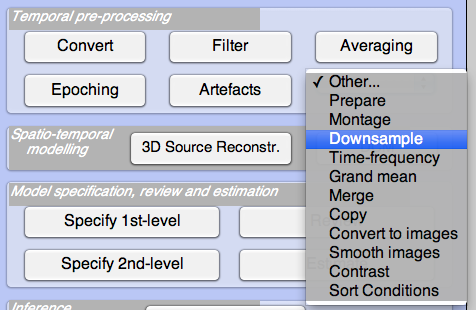 Temporal pre-processing
Convert
Filter
Averaging
Epoching
Artefacts
✓ Other...
Prepare
Montage
Downsample
Time-frequency
Grand mean
Merge
Copy
Convert to images
Smooth images
Contrast
Sort Conditions
Spatio-temporal
modelling
3D Source Reconstr.
Model specification, review and estimation
Specify 1st-level
Specify 2nd-level
Inference